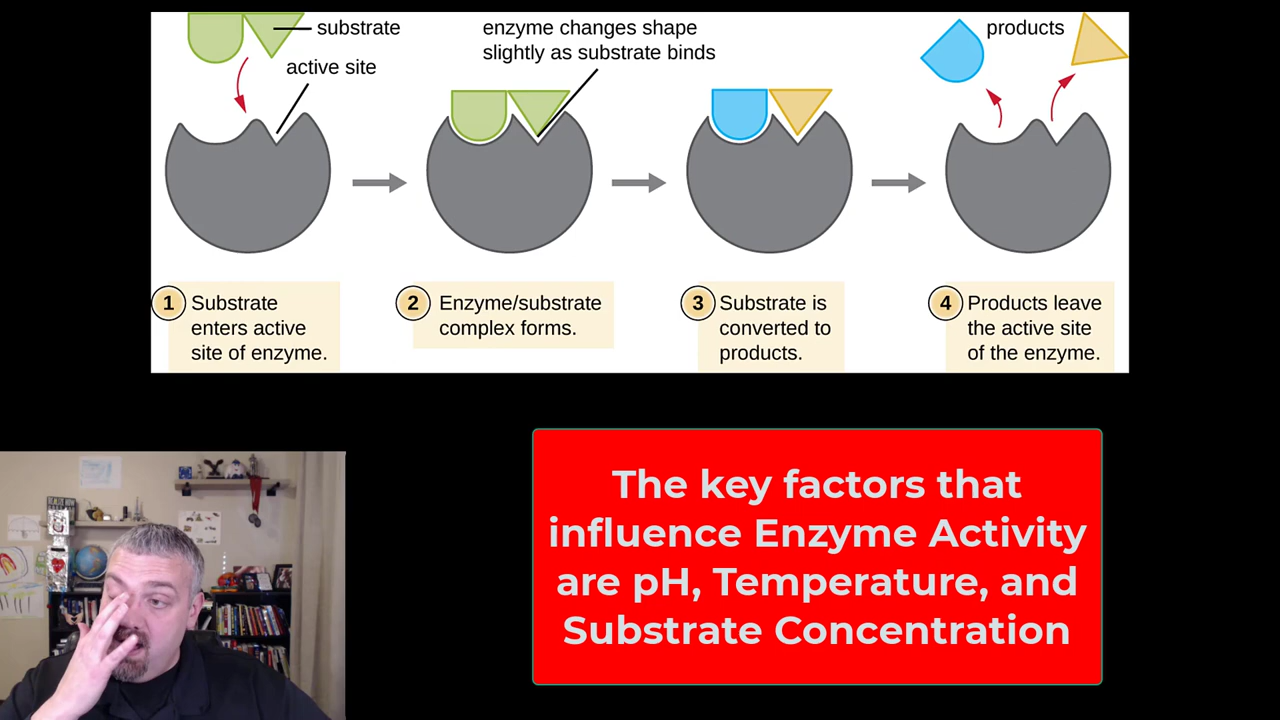 substrate
active site
enzyme changes shape
slightly as substrate binds
products
1 Substrate
enters active
site of enzyme.
2 Enzyme/substrate
complex forms.
3 Substrate is
converted to
products.
4 Products leave
the active site
of the enzyme.
The key factors that
influence Enzyme Activity
are pH, Temperature, and
Substrate Concentration